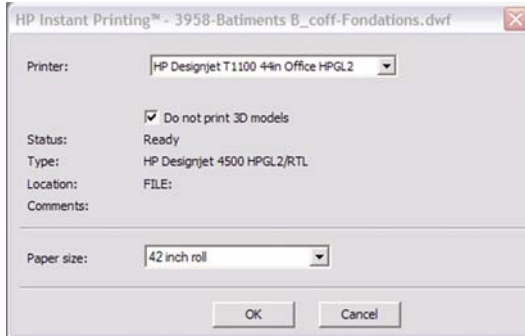 HP Instant Printing™ - 3958-Batiments B_coff-Fondations.dwf
Printer: HP Designjet T1100 44in Office HPGL2
Do not print 3D models
Status: Ready
Type: HP Designjet 4500 HPGL2/RTL
Location: FILE:
Comments:
Paper size: 42 inch roll
OK Cancel